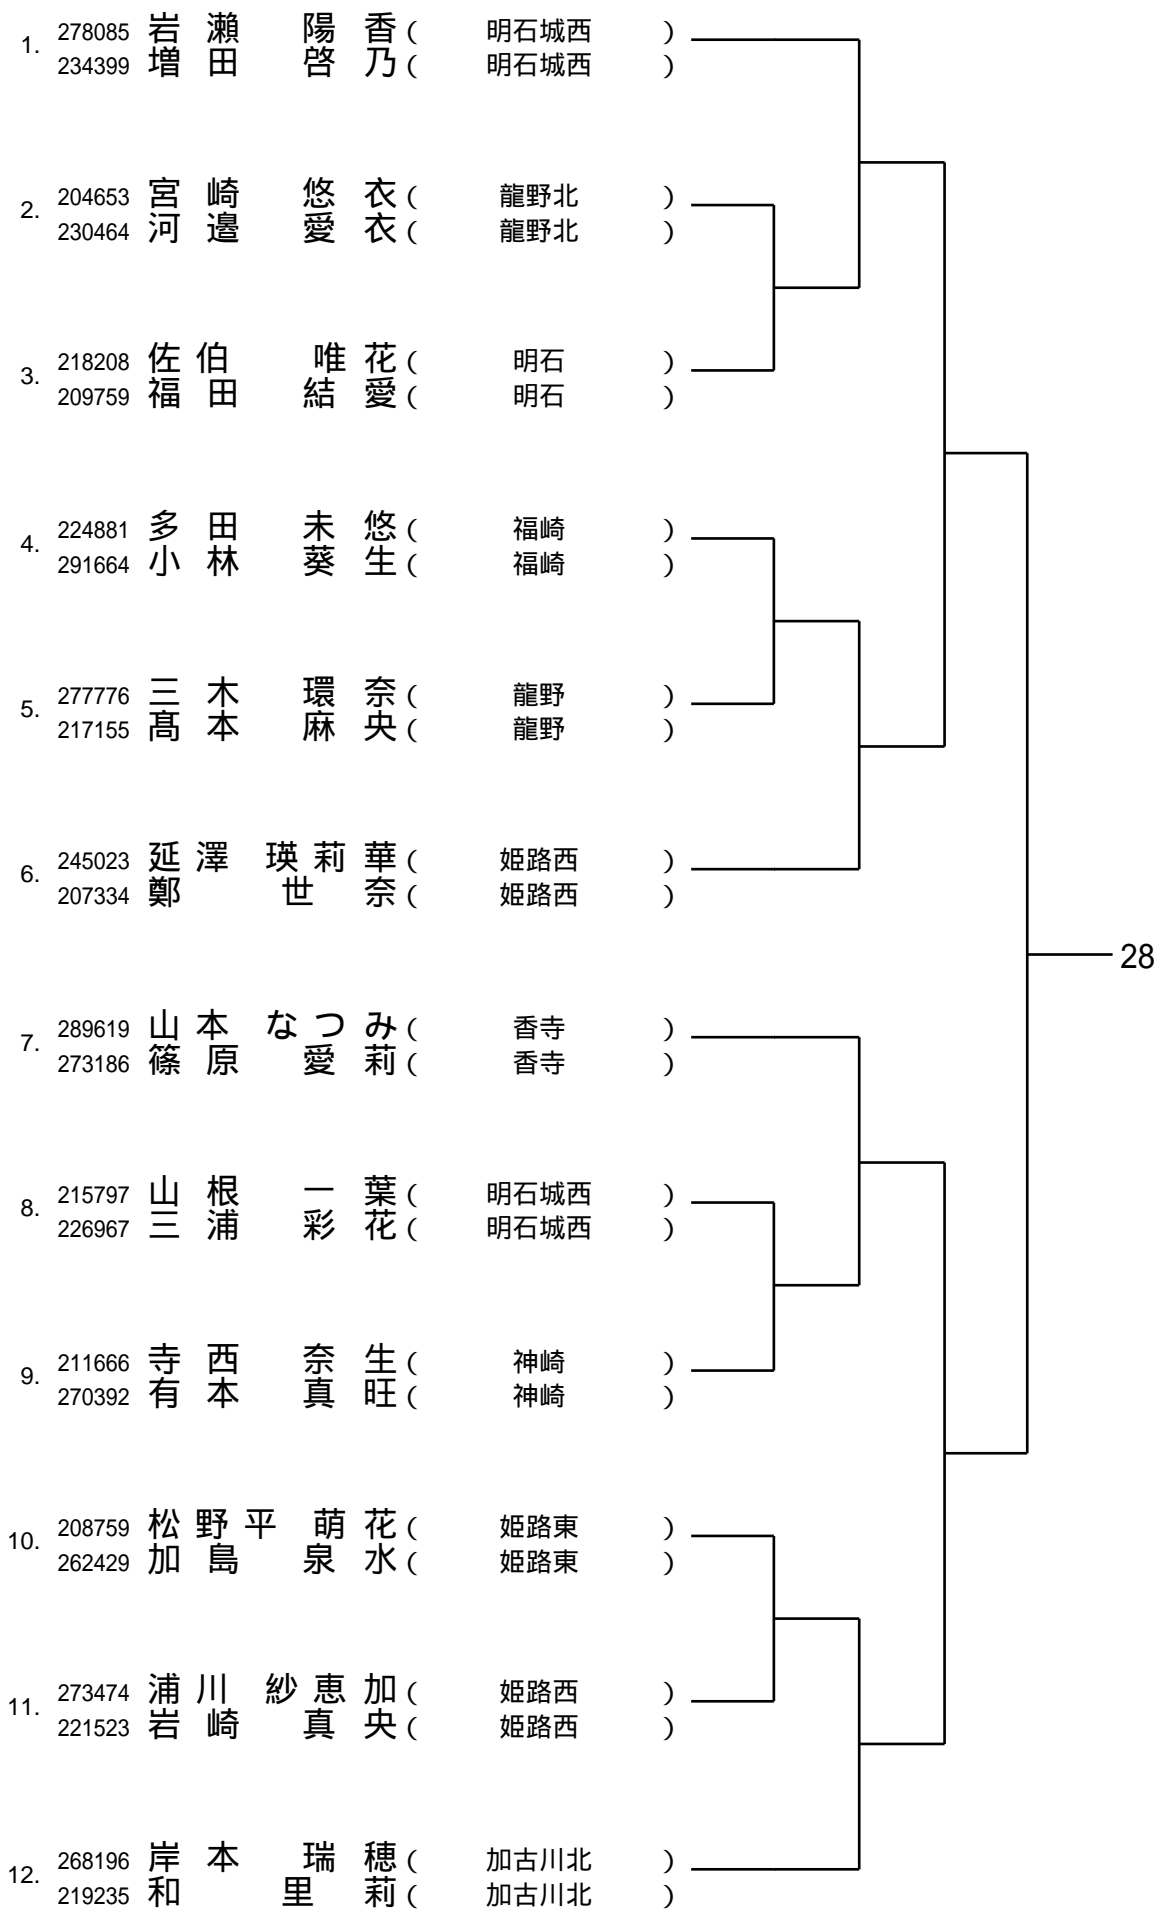 1. 278085 岩瀬 陽香 ( 明石城西 )
234399 増田 啓乃 ( 明石城西 )
2. 204653 宮崎 悠衣 ( 龍野北 )
230464 河邉 愛衣 ( 龍野北 )
3. 218208 佐伯 唯花 ( 明石 )
209759 福田 結愛 ( 明石 )
4. 224881 多田 未悠 ( 福崎 )
291664 小林 葵生 ( 福崎 )
5. 277776 三木 環奈 ( 龍野 )
217155 髙本 麻央 ( 龍野 )
6. 245023 延澤 瑛莉華 ( 姫路西 )
207334 鄭 世奈 ( 姫路西 )
28
7. 289619 山本 なつみ ( 香寺 )
273186 篠原 愛莉 ( 香寺 )
8. 215797 山根 一葉 ( 明石城西 )
226967 三浦 彩花 ( 明石城西 )
9. 211666 寺西 奈生 ( 神崎 )
270392 有本 真旺 ( 神崎 )
10. 208759 松野平 萌花 ( 姫路東 )
262429 加島 泉水 ( 姫路東 )
11. 273474 浦川 紗恵加 ( 姫路西 )
221523 岩崎 真央 ( 姫路西 )
12. 268196 岸本 瑞穂 ( 加古川北 )
219235 和 里莉 ( 加古川北 )